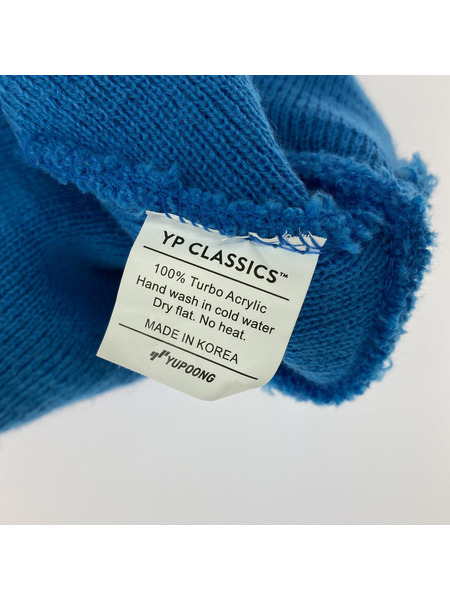 YP CLASSICS™
100% Turbo Acrylic
Hand wash in cold water
Dry flat. No heat.
MADE IN KOREA
YUPOONG